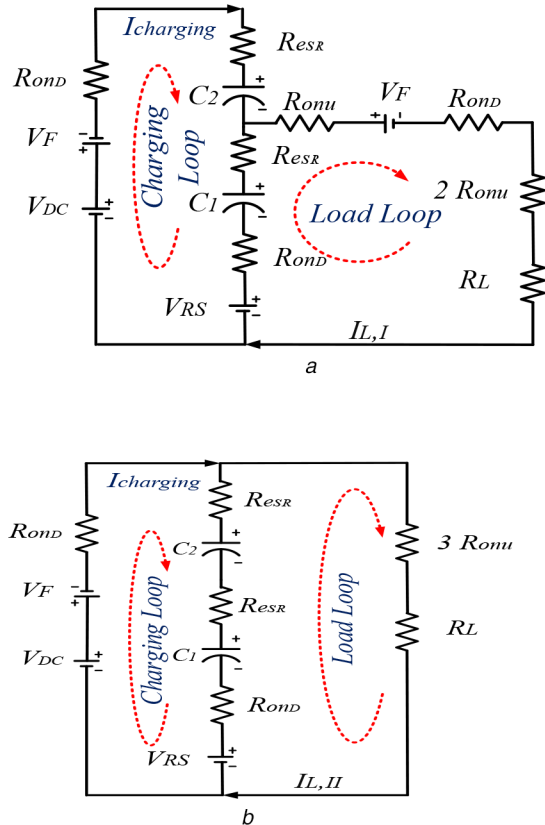 Icharging
RESR
RonD
C2
Ronu
VF
RonD
Charging Loop
VF
RESR
2 Ronu
C1
Load Loop
VDC
RonD
RL
VRS
IL,I
a
Icharging
RESR
RonD
3 Ronu
C2
VF
RESR
Charging Loop
Load Loop
RL
C1
VDC
RonD
VRS
IL,II
b